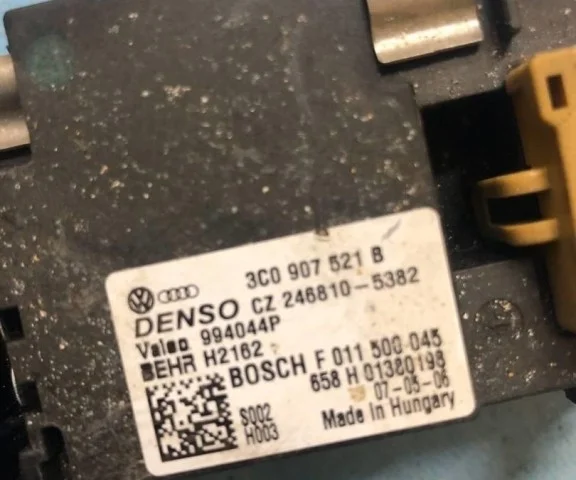 3C0 907 521 B
DENSO CZ 246810-5382
Valeo 994044P
BEHR H2162
BOSCH F 011 500 045
658 H 01380198
07-05-06
S002
H003
Made In Hungary